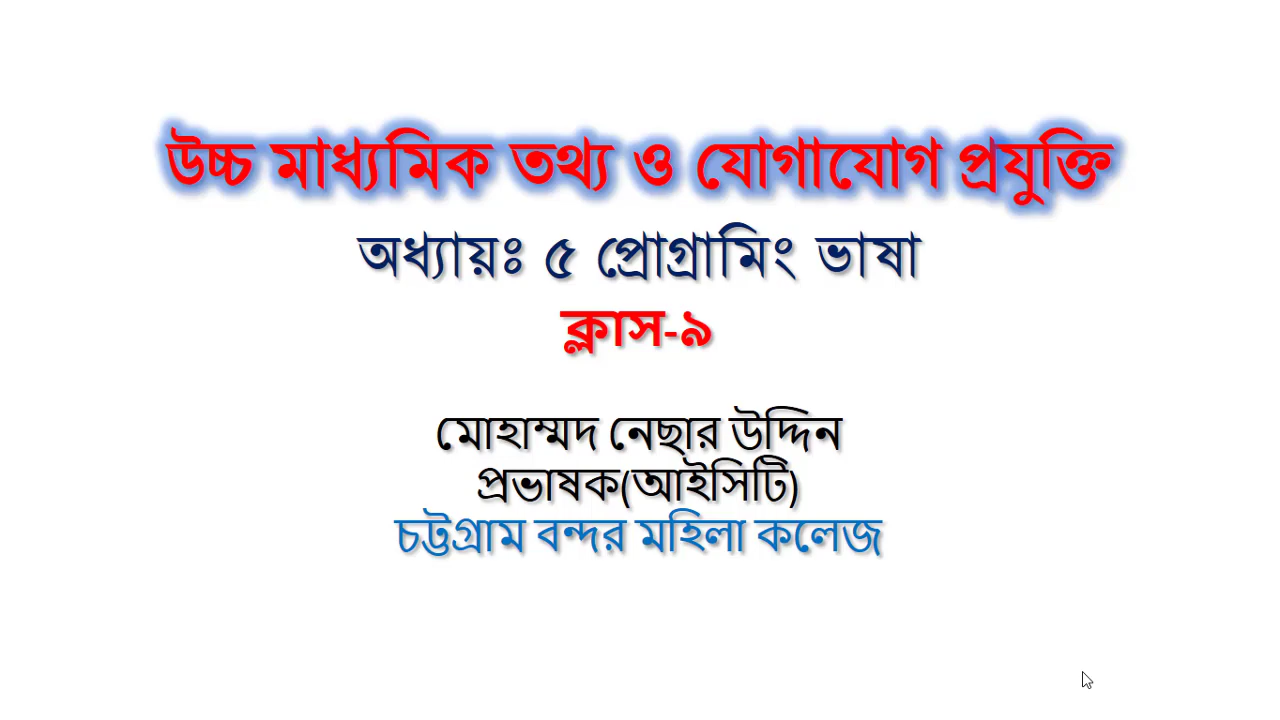 উচ্চ মাধ্যমিক তথ্য ও যোগাযোগ প্রযুক্তি
অধ্যায়ঃ ৫ প্রোগ্রামিং ভাষা
ক্লাস-৯
মোহাম্মদ নেছার উদ্দিন
প্রভাষক(আইসিটি)
চট্টগ্রাম বন্দর মহিলা কলেজ